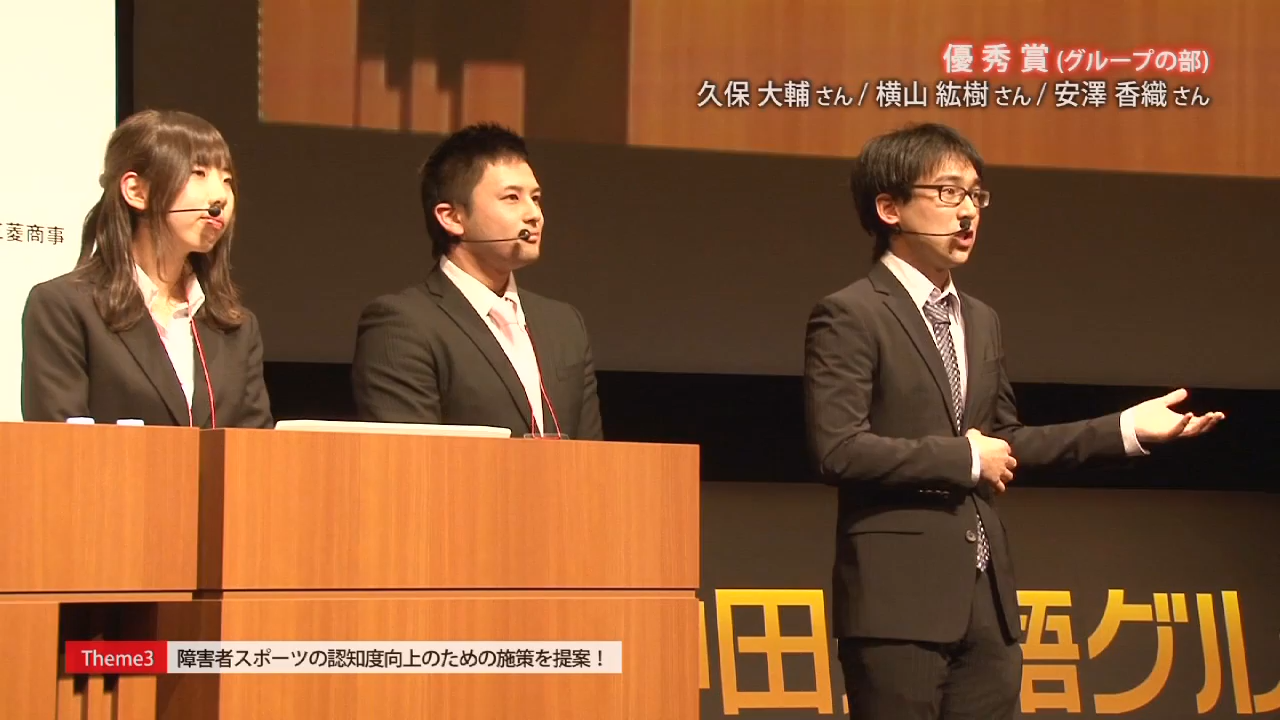 優秀賞 (グループの部)
久保 大輔 さん / 横山 紘樹 さん / 安澤 香織 さん
菱商事
Theme3 障害者スポーツの認知度向上のための施策を提案!
田 語グル